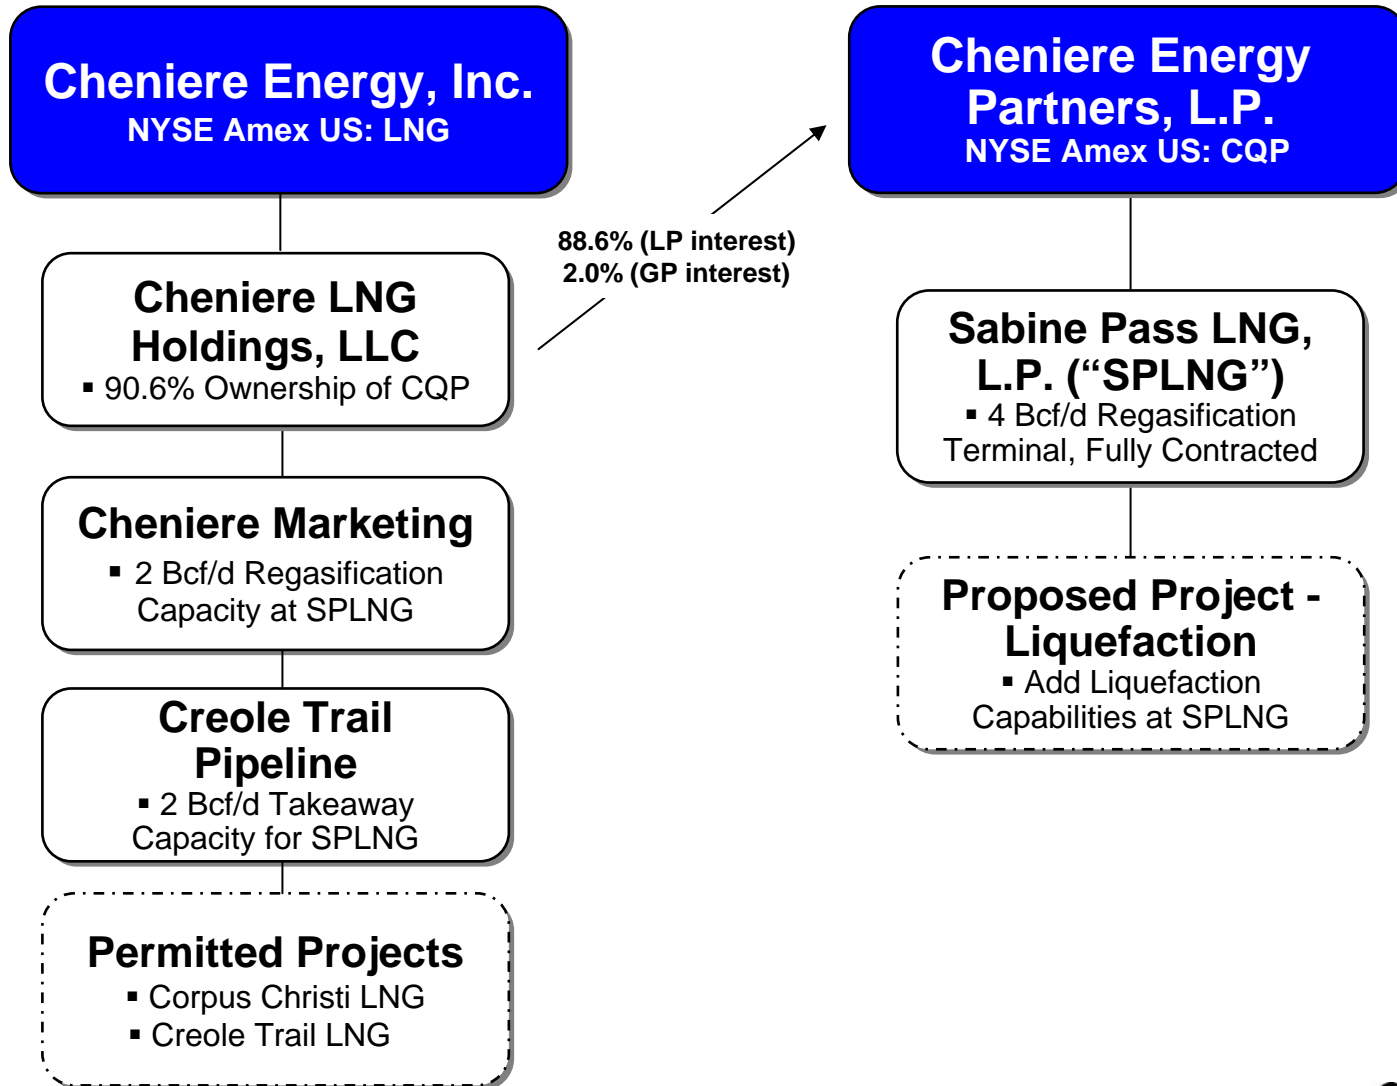 Cheniere Energy, Inc.
NYSE Amex US: LNG
Cheniere LNG
Holdings, LLC
▪ 90.6% Ownership of CQP
Cheniere Marketing
▪ 2 Bcf/d Regasification
Capacity at SPLNG
Creole Trail
Pipeline
▪ 2 Bcf/d Takeaway
Capacity for SPLNG
Permitted Projects
▪ Corpus Christi LNG
▪ Creole Trail LNG
88.6% (LP interest)
2.0% (GP interest)
Cheniere Energy
Partners, L.P.
NYSE Amex US: CQP
Sabine Pass LNG,
L.P. (“SPLNG”)
▪ 4 Bcf/d Regasification
Terminal, Fully Contracted
Proposed Project -
Liquefaction
▪ Add Liquefaction
Capabilities at SPLNG